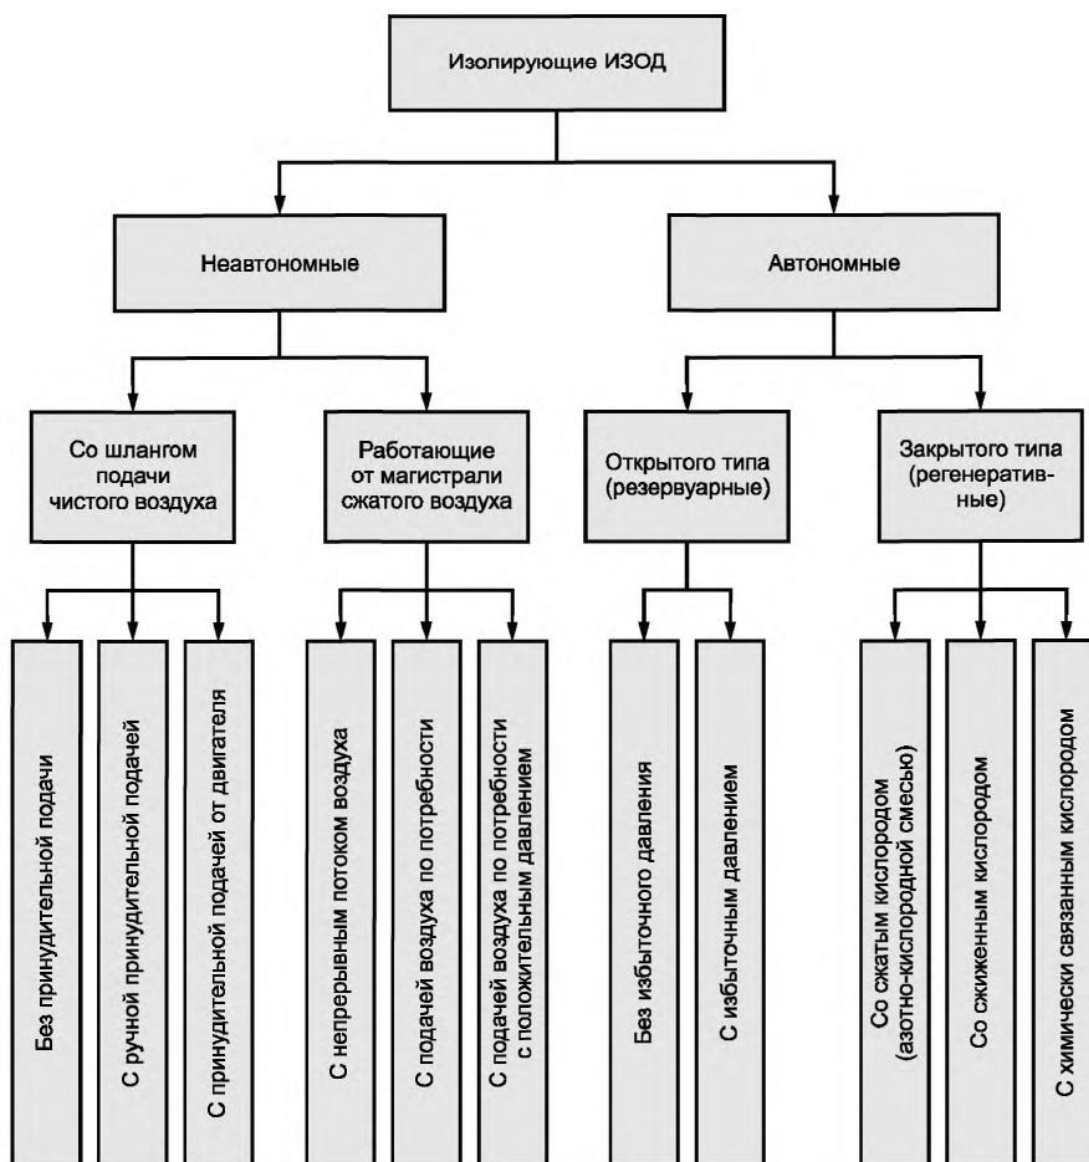 Изолирующие ИЗОД
Неавтономные
Автономные
Со шлангом
подачи
чистого воздуха
Работающие
от магистрали
сжатого воздуха
Открытого типа
(резервуарные)
Закрытого типа
(регенератив-
ные)
Без принудительной подачи
С ручной принудительной подачей
С принудительной подачей от двигателя
С непрерывным потоком воздуха
С подачей воздуха по потребности
С подачей воздуха по потребности
с положительным давлением
Без избыточного давления
С избыточным давлением
Со сжатым кислородом
(азотно-кислородной смесью)
Со сжиженным кислородом
С химически связанным кислородом